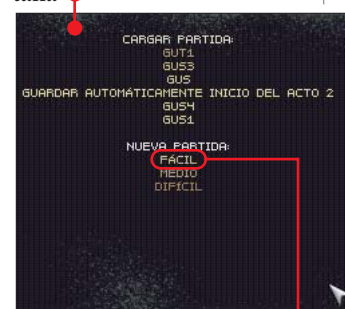 CARGAR PARTIDA:
GUT1
GUS3
GUS
GUARDAR AUTOMÁTICAMENTE INICIO DEL ACTO 2
GUS4
GUS1
NUEVA PARTIDA:
FÁCIL
MEDIO
DIFÍCIL